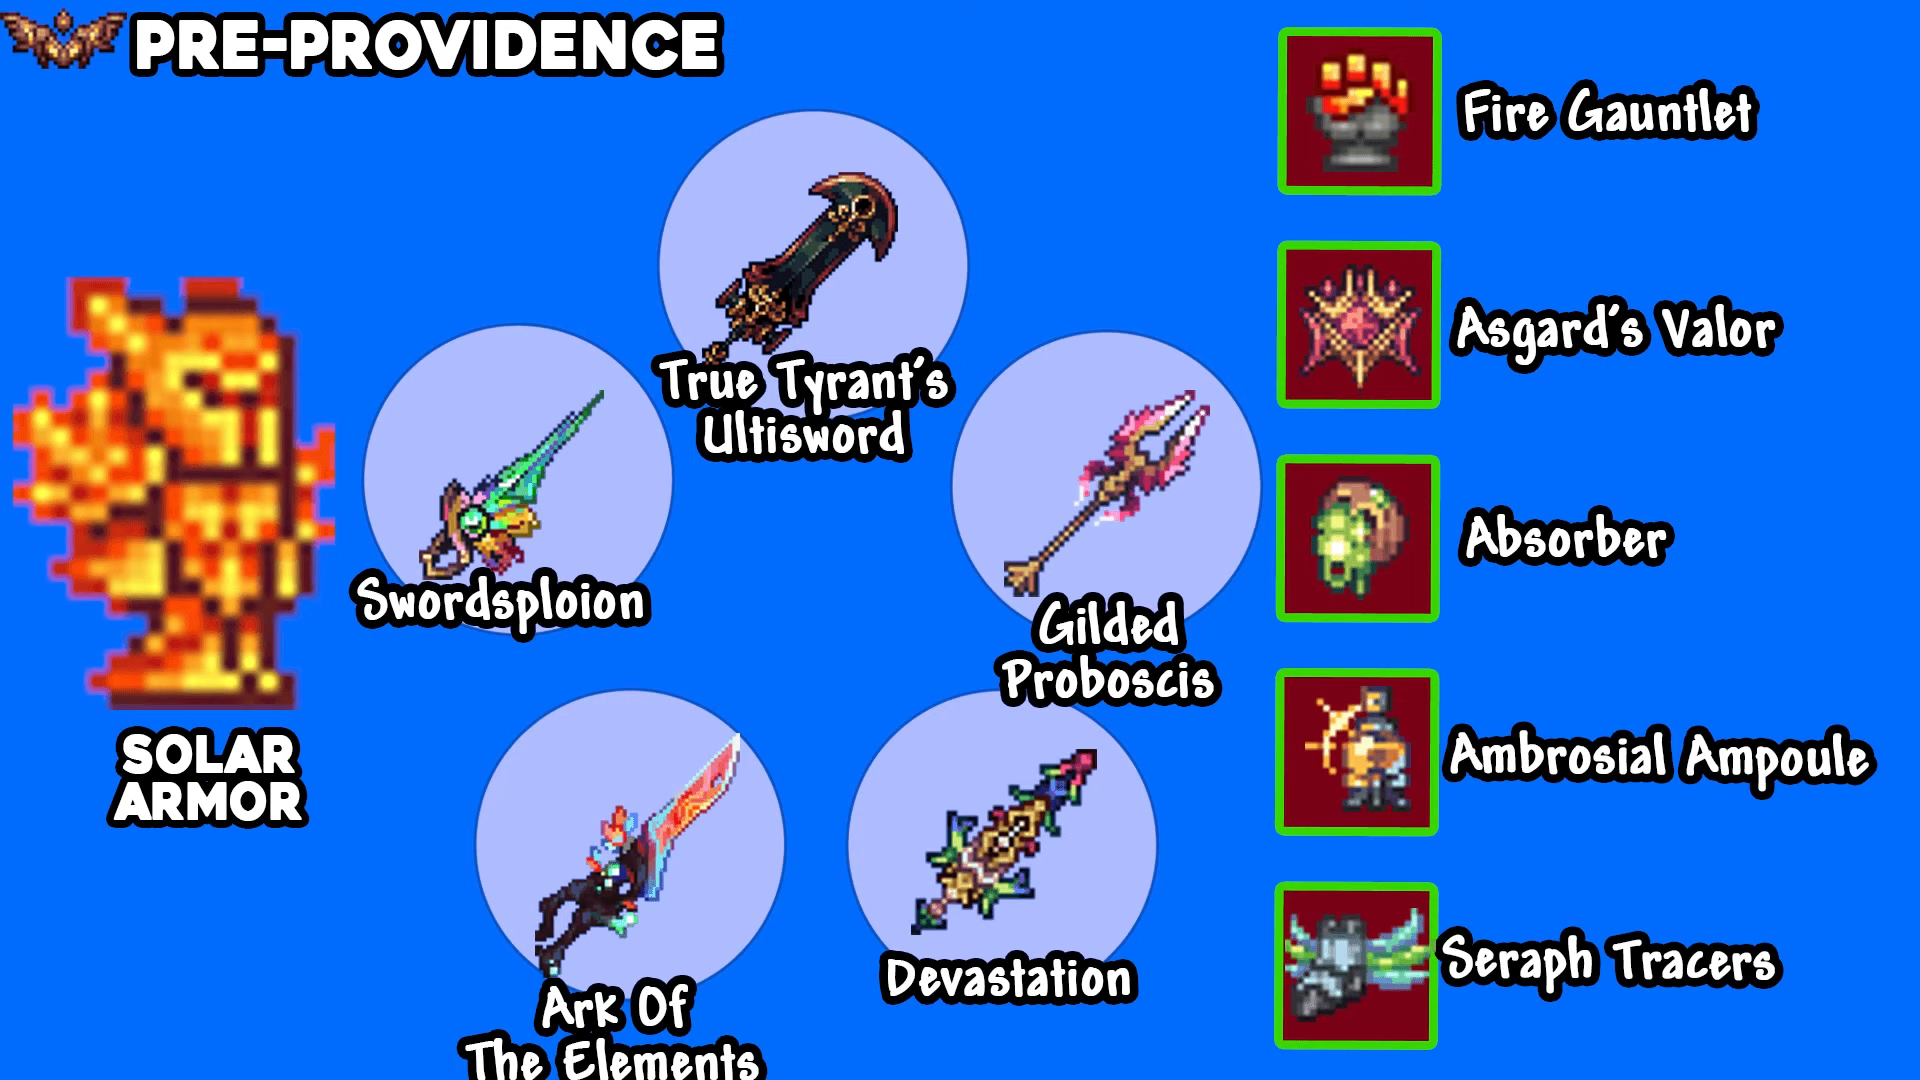 PRE-PROVIDENCE
Fire Gauntlet
Asgard's Valor
True Tyrant's
Ultisword
Swordsploion
Gilded
Proboscis
Absorber
SOLAR
ARMOR
Ambrosial Ampoule
Devastation
Seraph Tracers
Ark Of
The Elements